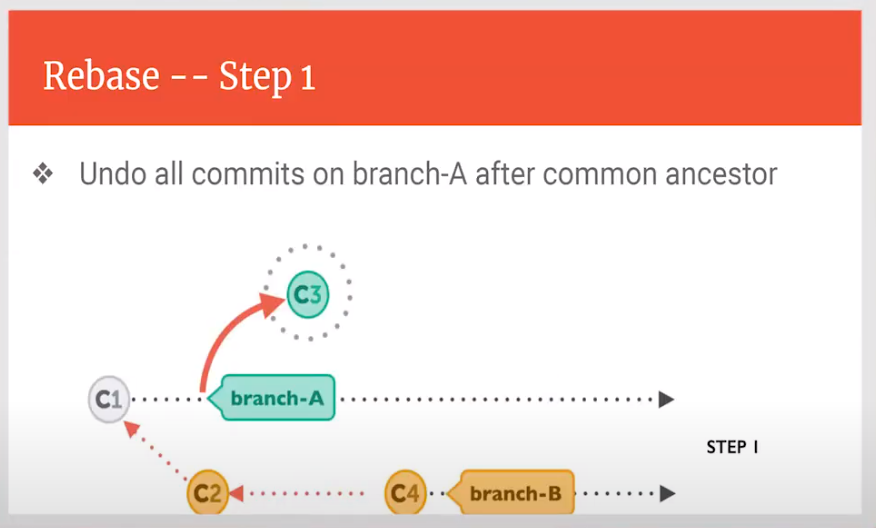 Rebase -- Step 1
❖ Undo all commits on branch-A after common ancestor
C3
C1
branch-A
STEP 1
C2
C4
branch-B